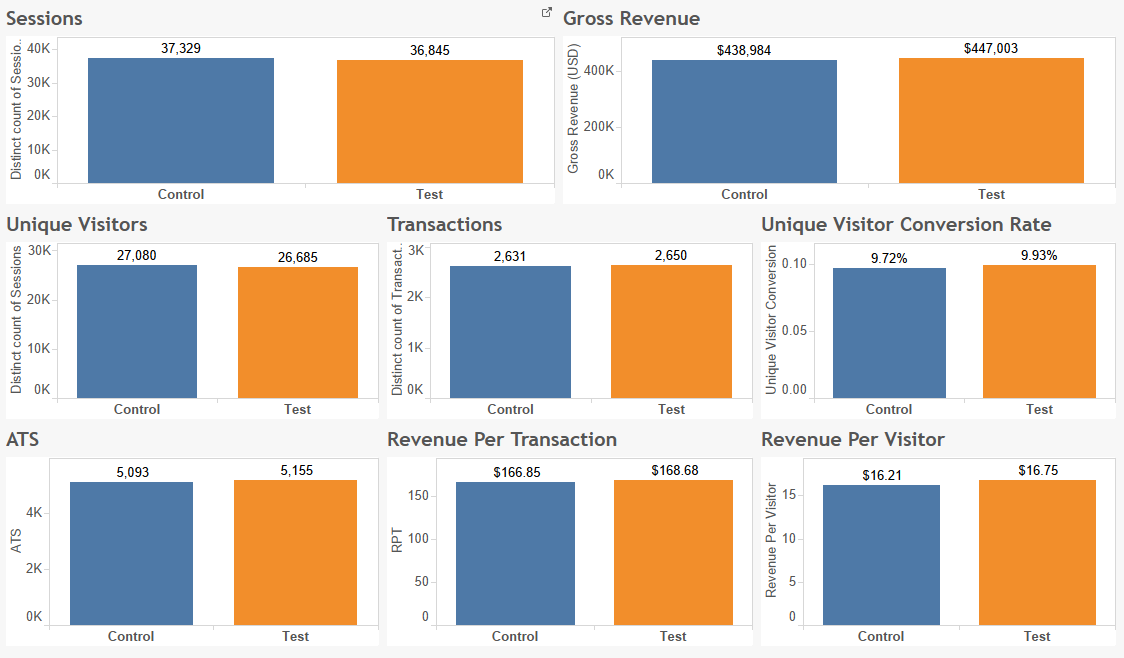 Sessions
Distinct count of Sessio..
40K
30K
20K
10K
0K
37,329
36,845
Control
Test
Gross Revenue
Gross Revenue (USD)
400K
200K
0K
$438,984
$447,003
Control
Test
Unique Visitors
Distinct count of Sessions
30K
20K
10K
0K
27,080
26,685
Control
Test
Transactions
Distinct count of Transact..
3K
2K
1K
0K
2,631
2,650
Control
Test
Unique Visitor Conversion Rate
Unique Visitor Conversion
0.10
0.05
0.00
9.72%
9.93%
Control
Test
ATS
ATS
4K
2K
0K
5,093
5,155
Control
Test
Revenue Per Transaction
RPT
150
100
50
0
$166.85
$168.68
Control
Test
Revenue Per Visitor
Revenue Per Visitor
15
10
5
0
$16.21
$16.75
Control
Test